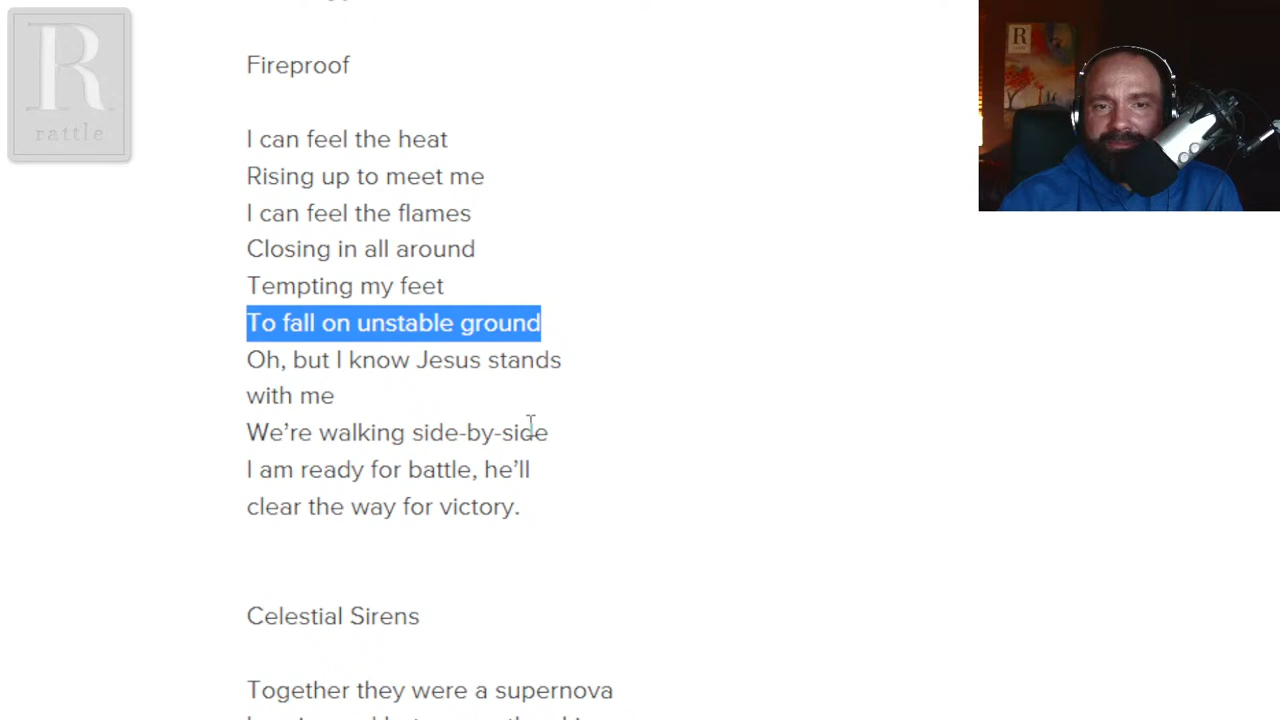 R
rattle
R
Fireproof
I can feel the heat
Rising up to meet me
I can feel the flames
Closing in all around
Tempting my feet
To fall on unstable ground
Oh, but I know Jesus stands
with me
We’re walking side-by-side
I am ready for battle, he’ll
clear the way for victory.
Celestial Sirens
Together they were a supernova